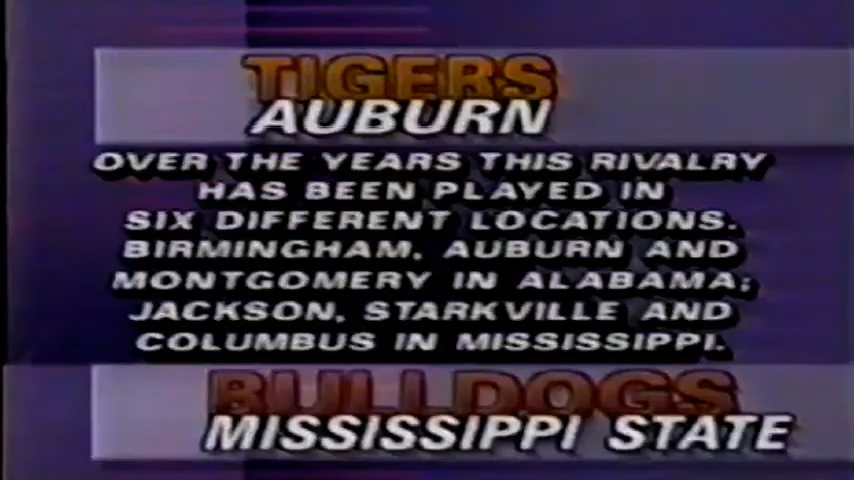 TIGERS
AUBURN
OVER THE YEARS THIS RIVALRY
HAS BEEN PLAYED IN
SIX DIFFERENT LOCATIONS.
BIRMINGHAM, AUBURN AND
MONTGOMERY IN ALABAMA;
JACKSON, STARKVILLE AND
COLUMBUS IN MISSISSIPPI.
BULLDOGS
MISSISSIPPI STATE